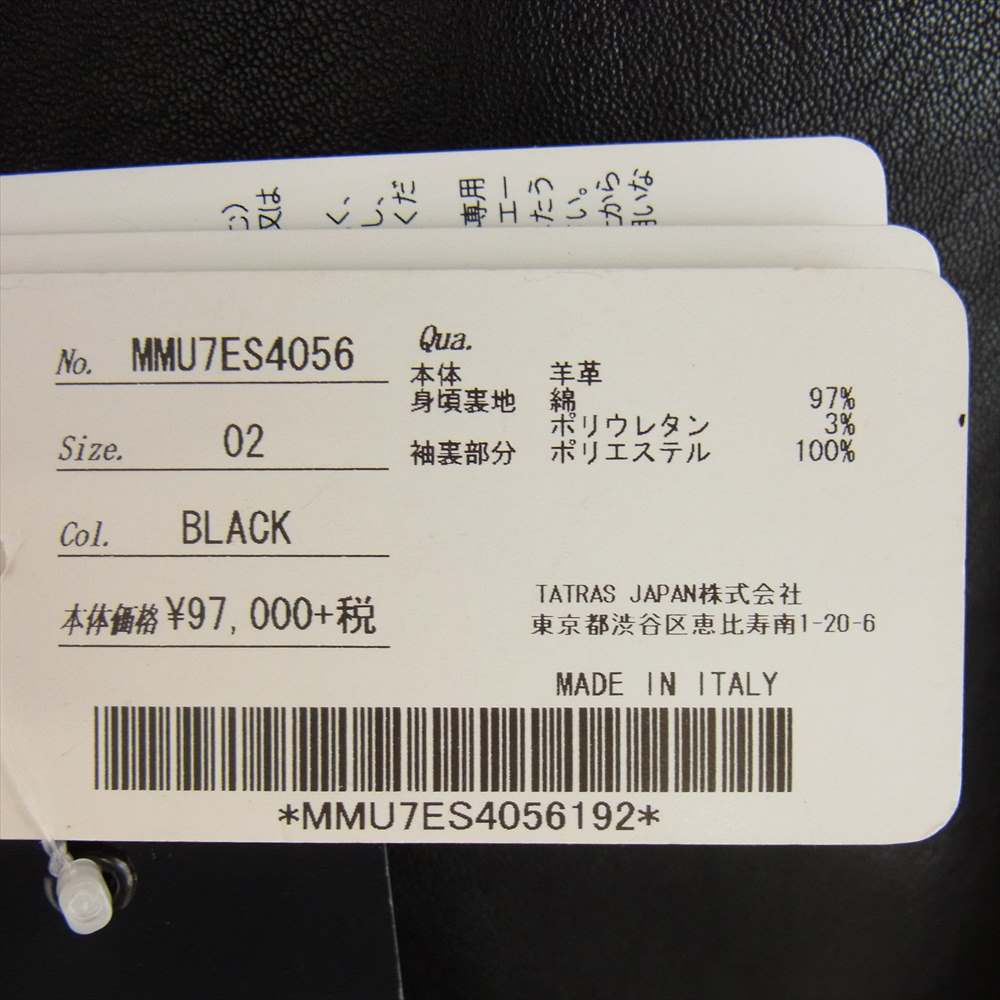 No. MMU7ES4056
Size. 02
Col. BLACK
本体価格 ¥97,000+税
Qua.
本体 羊革
身頃裏地 綿 97%
ポリウレタン 3%
袖裏部分 ポリエステル 100%
TATRAS JAPAN株式会社
東京都渋谷区恵比寿南1-20-6
MADE IN ITALY
*MMU7ES4056192*